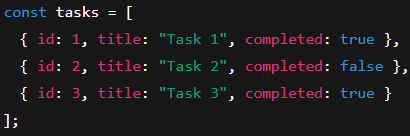 const tasks = [
  { id: 1, title: "Task 1", completed: true },
  { id: 2, title: "Task 2", completed: false },
  { id: 3, title: "Task 3", completed: true }
];